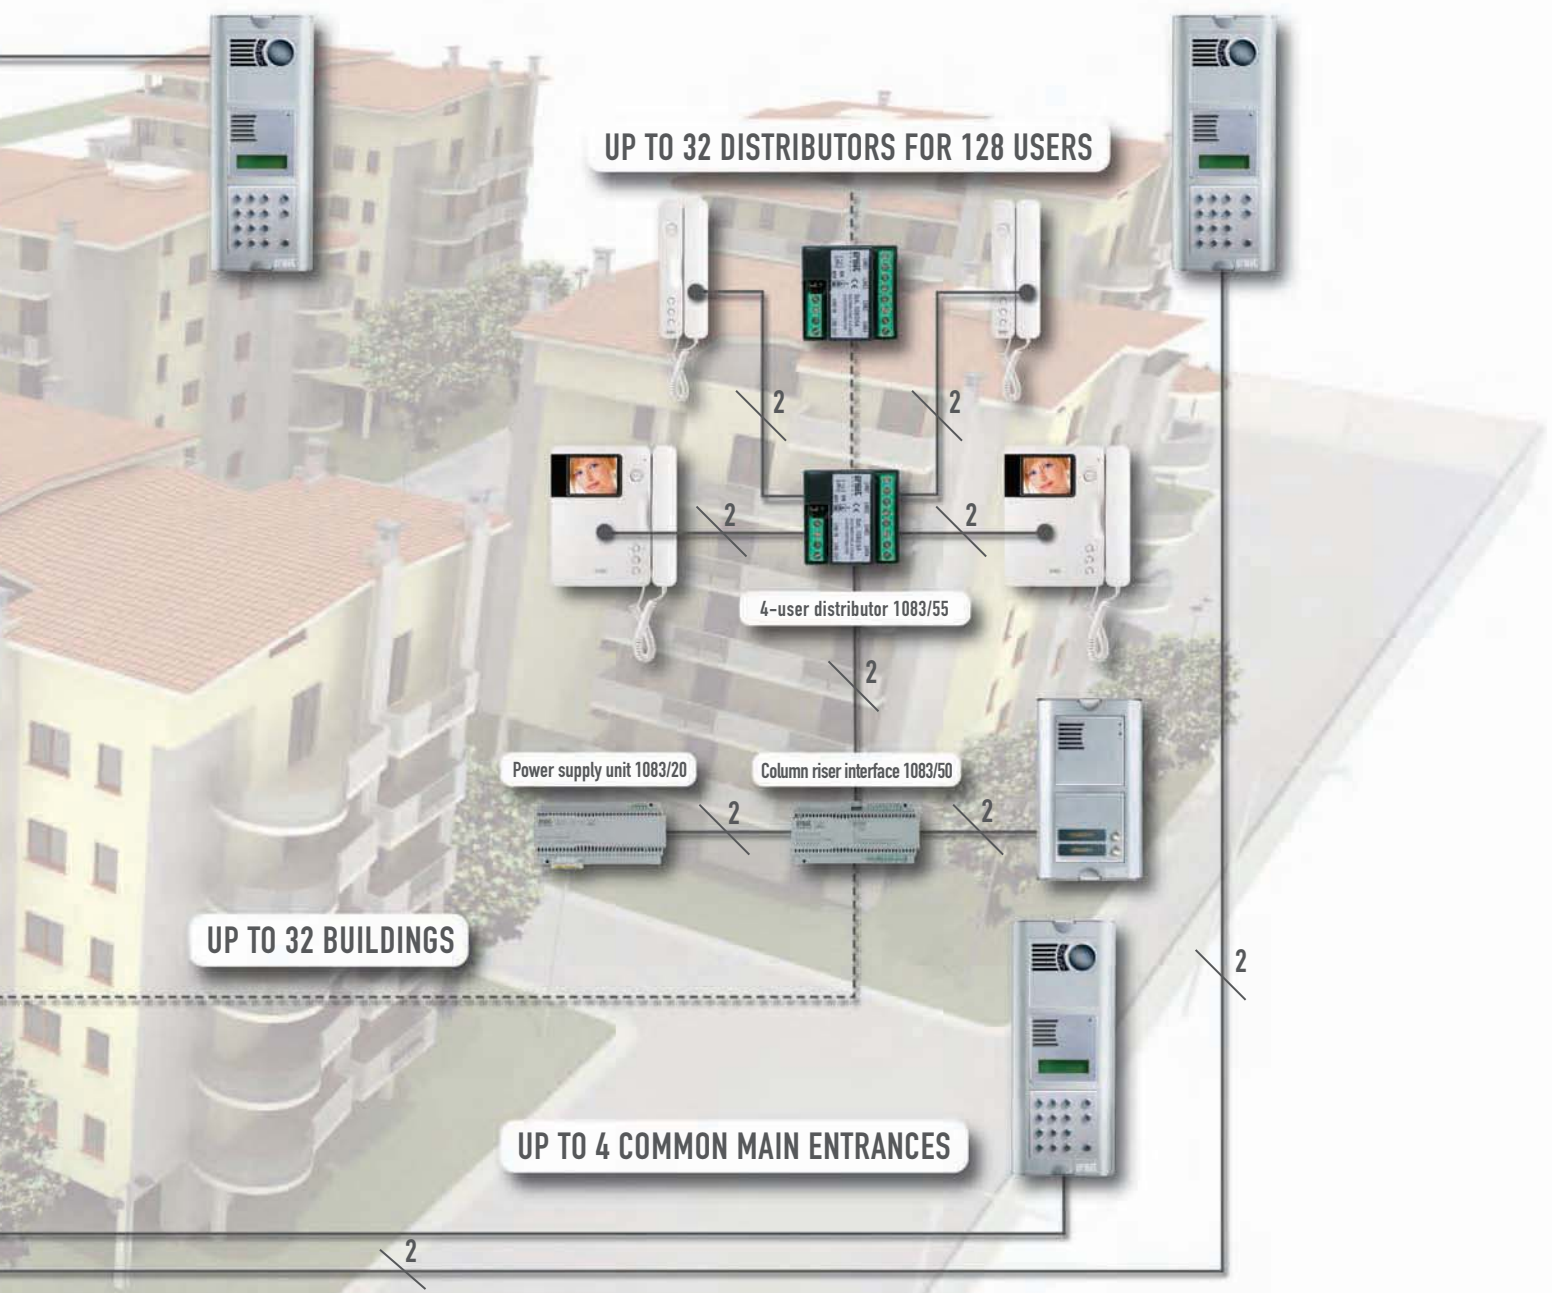 UP TO 32 DISTRIBUTORS FOR 128 USERS
2
2
2
2
4-user distributor 1083/55
2
Power supply unit 1083/20
Column riser interface 1083/50
2
2
UP TO 32 BUILDINGS
2
UP TO 4 COMMON MAIN ENTRANCES
2